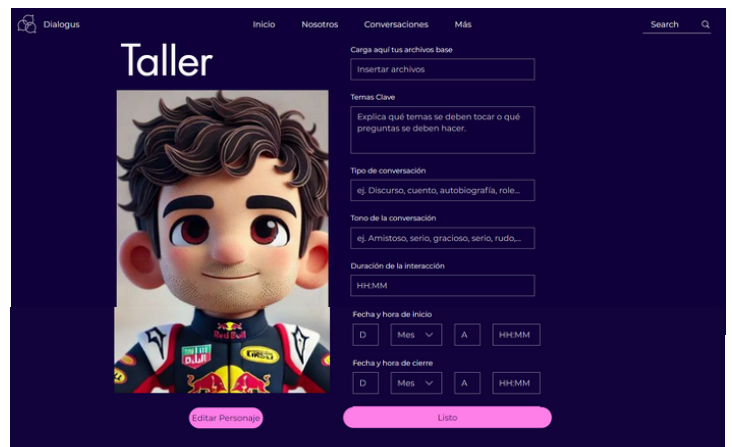 Dialogus
Inicio
Nosotros
Conversaciones
Más
Search
Taller
Carga aquí tus archivos base
Insertar archivos
Temas Clave
Explica qué temas se deben tocar o qué
preguntas se deben hacer.
Tipo de conversación
ej. Discurso, cuento, autobiografía, role...
Tono de la conversación
ej. Amistoso, serio, gracioso, serio, rudo,...
Duración de la interacción
HH:MM
Fecha y hora de inicio
D
Mes
A
HH:MM
Fecha y hora de cierre
D
Mes
A
HH:MM
Red Bull
Editar Personaje
Listo